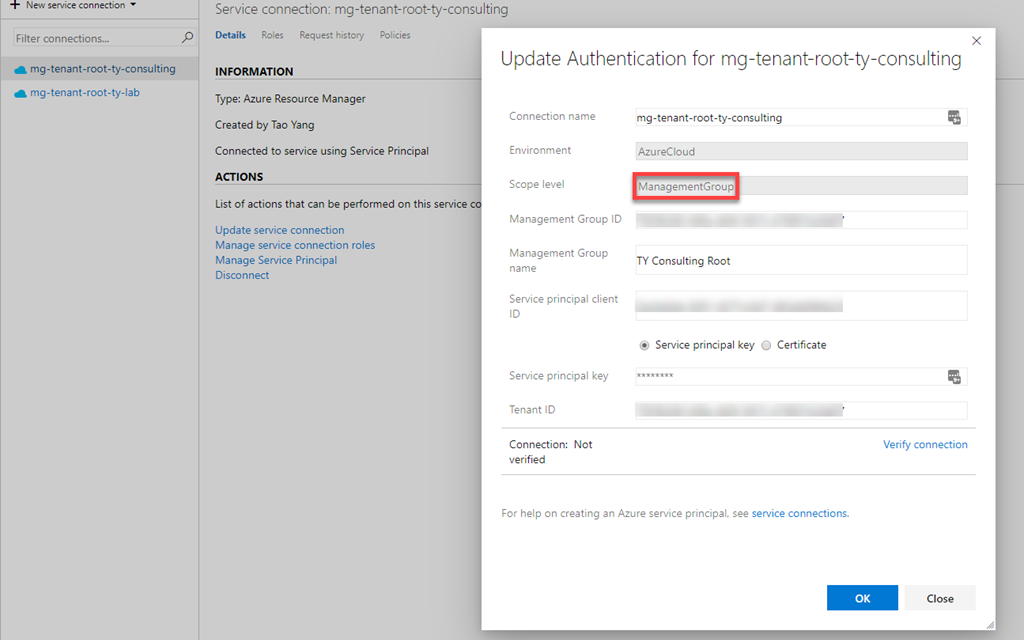 + New service connection
Service connection: mg-tenant-root-ty-consulting
Filter connections...
mg-tenant-root-ty-consulting
mg-tenant-root-ty-lab
Details Roles Request history Policies
INFORMATION
Type: Azure Resource Manager
Created by Tao Yang
Connected to service using Service Principal
ACTIONS
List of actions that can be performed on this service co
Update service connection
Manage service connection roles
Manage Service Principal
Disconnect
Update Authentication for mg-tenant-root-ty-consulting
Connection name mg-tenant-root-ty-consulting
Environment AzureCloud
Scope level ManagementGroup
Management Group ID
Management Group
name
TY Consulting Root
Service principal client
ID
Service principal key Certificate
Service principal key ********
Tenant ID
Connection: Not
verified
Verify connection
For help on creating an Azure service principal, see service connections.
OK Close